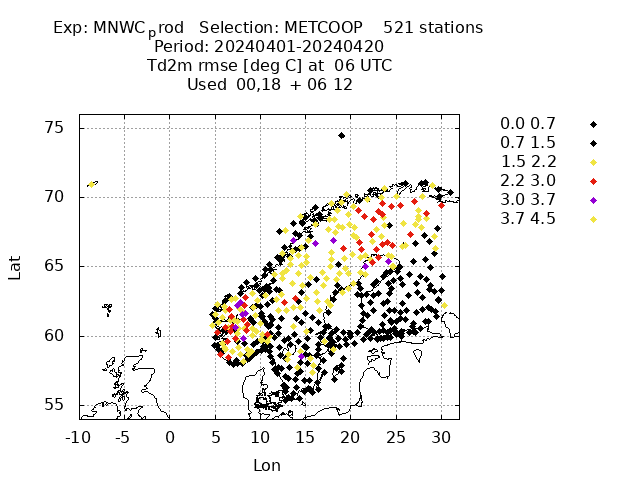 Exp: MNWCprod   Selection: METCOOP    521 stations
Period: 20240401-20240420
Td2m rmse [deg C] at  06 UTC
Used  00,18  + 06 12
0.0 0.7
0.7 1.5
1.5 2.2
2.2 3.0
3.0 3.7
3.7 4.5
75
70
65
60
55
Lat
-10 -5 0 5 10 15 20 25 30
Lon